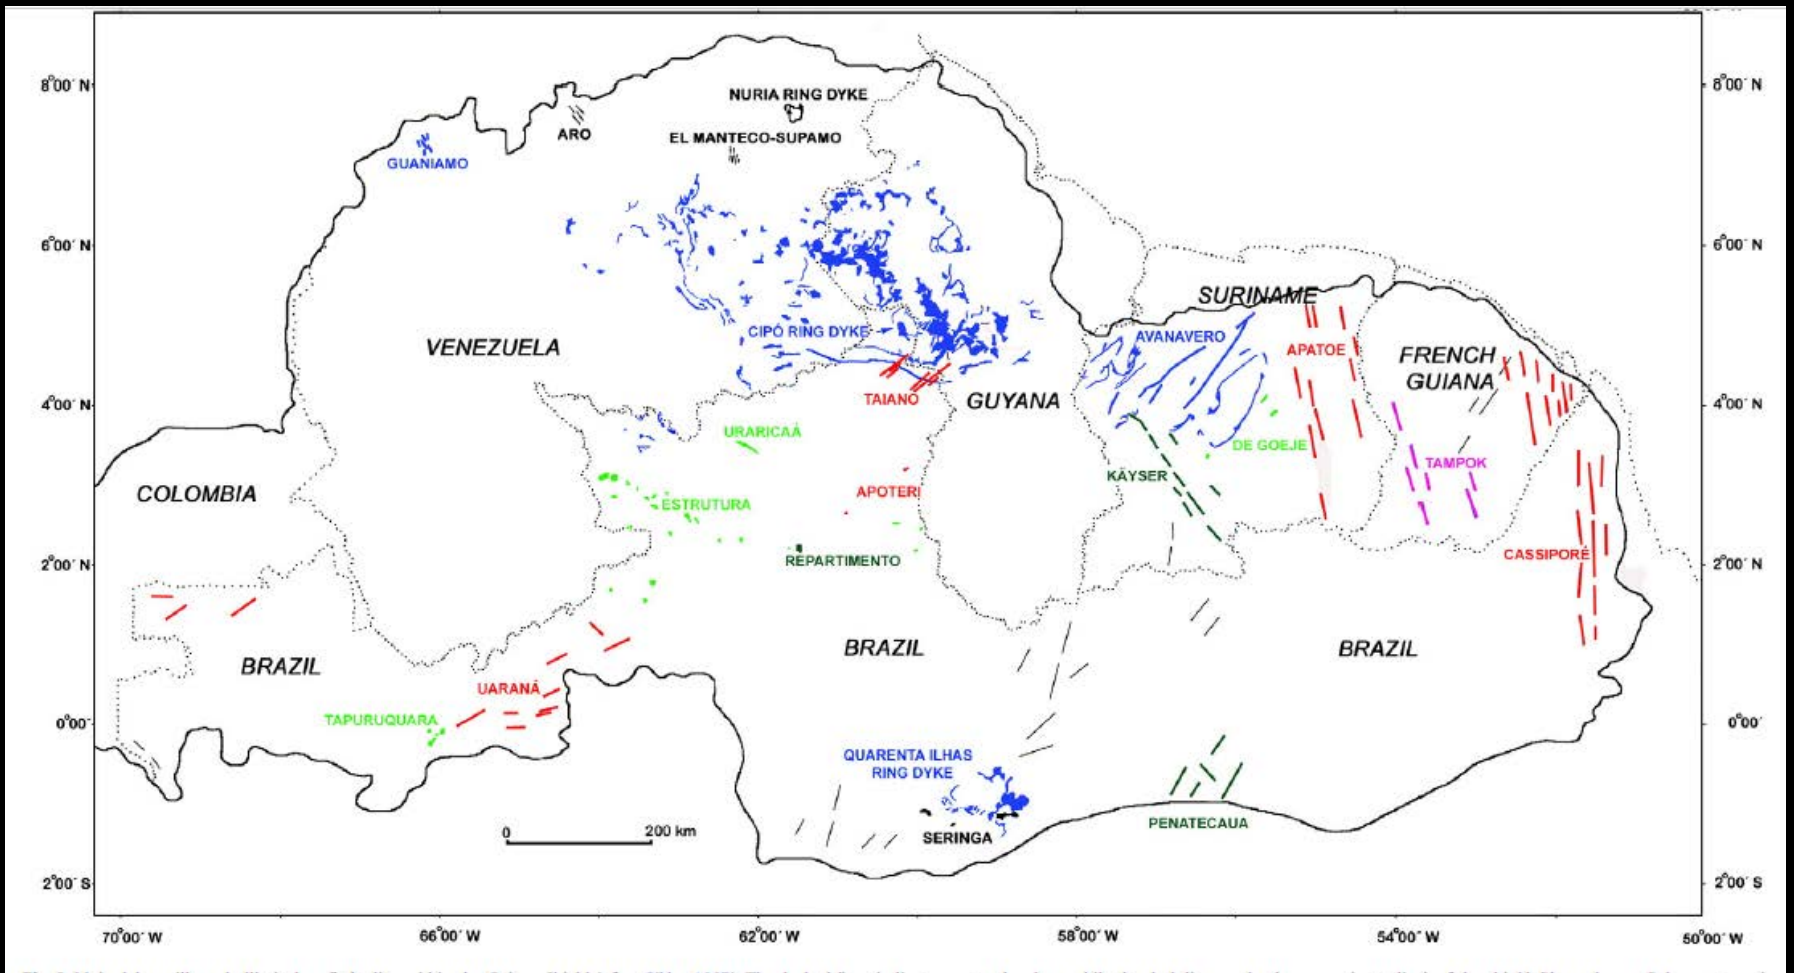 8°00´ N
8°00´ N
NURIA RING DYKE
ARO
EL MANTECO-SUPAMO
GUANIAMO
6°00´ N
6°00´ N
SURINAME
CIPÓ RING DYKE
AVANAVERO
VENEZUELA
APATOE
FRENCH
GUIANA
TAIANO
GUYANA
4°00´ N
4°00´ N
URARICAÁ
DE GOEJE
TAMPOK
KÄYSER
COLOMBIA
APOTERI
ESTRUTURA
CASSIPORÉ
REPARTIMENTO
2°00´ N
2°00´ N
BRAZIL
BRAZIL
BRAZIL
UARANÁ
TAPURUQUARA
0°00´
0°00´
QUARENTA ILHAS
RING DYKE
PENATECAUA
0 200 km
SERINGA
2°00´ S
2°00´ S
70°00´ W 66°00´ W 62°00´ W 58°00´ W 54°00´ W 50°00´ W